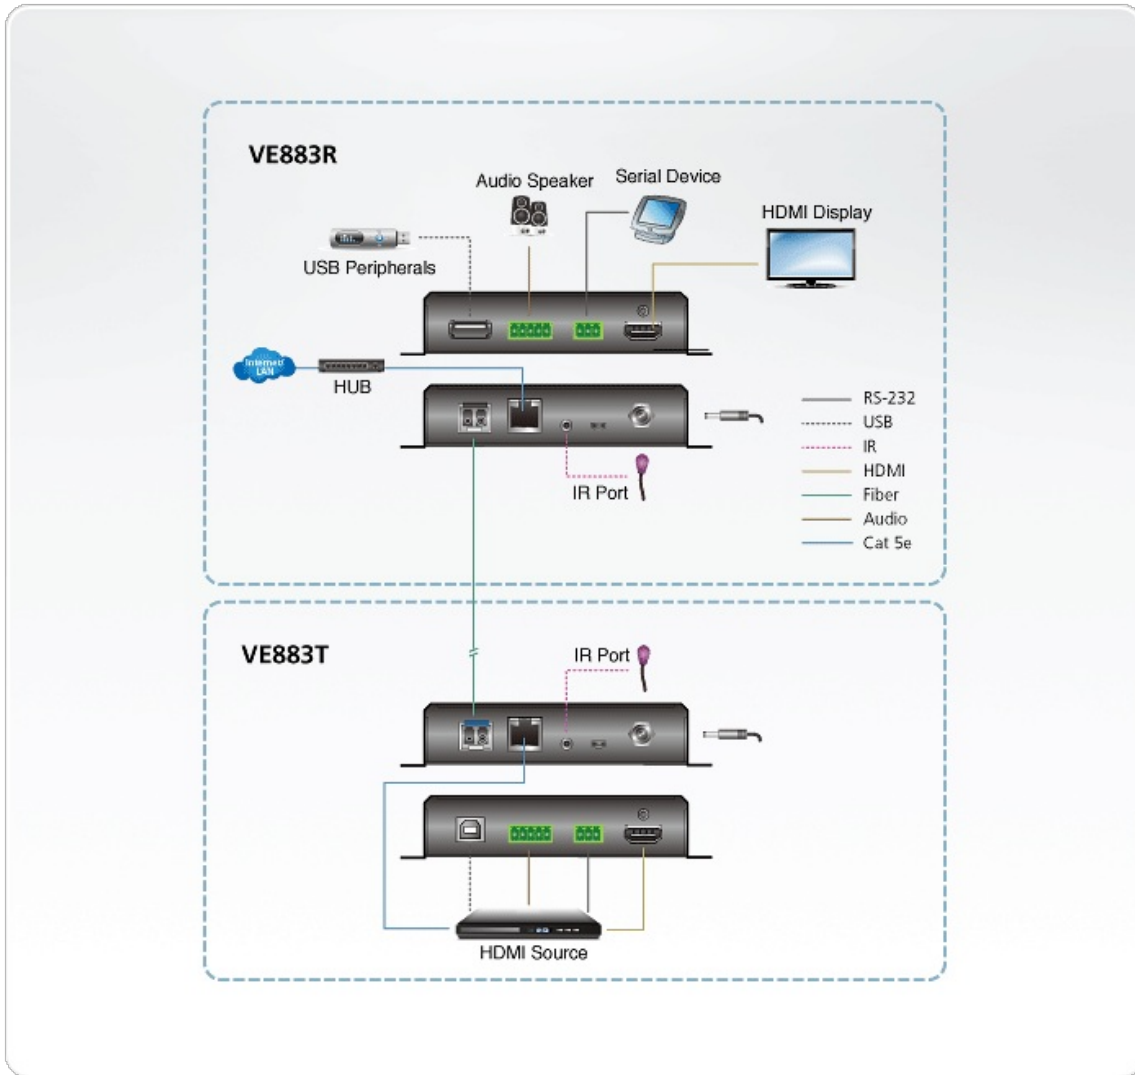 VE883R
Audio Speaker
Serial Device
HDMI Display
USB Peripherals
Internet/
LAN
HUB
IR Port
RS-232
USB
IR
HDMI
Fiber
Audio
Cat 5e
VE883T
IR Port
HDMI Source